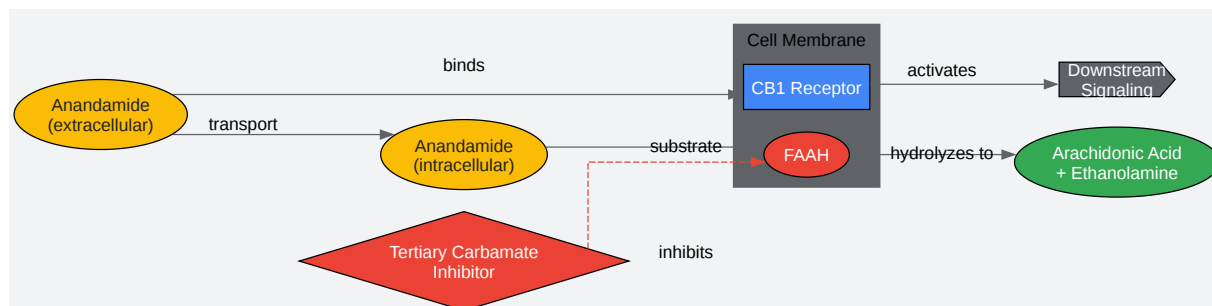 Cell Membrane
binds
CB1 Receptor
activates
Downstream
Signaling
Anandamide
(extracellular)
transport
Anandamide
(intracellular)
substrate
FAAH
hydrolyzes to
Arachidonic Acid
+ Ethanolamine
Tertiary Carbamate
Inhibitor
inhibits